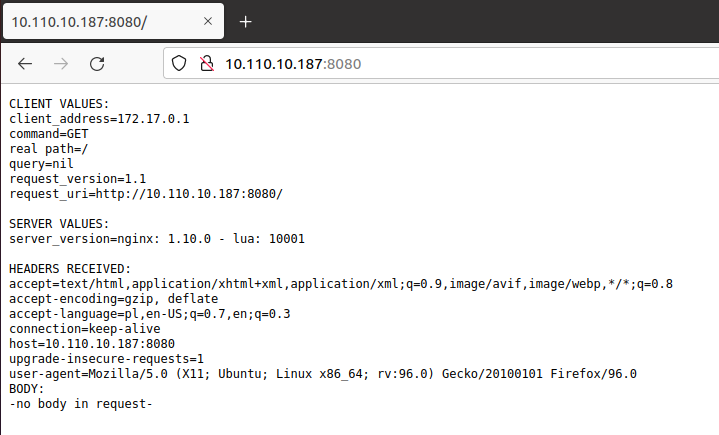 10.110.10.187:8080/
10.110.10.187:8080
CLIENT VALUES:
client_address=172.17.0.1
command=GET
real path=/
query=nil
request_version=1.1
request_uri=http://10.110.10.187:8080/
SERVER VALUES:
server_version=nginx: 1.10.0 - lua: 10001
HEADERS RECEIVED:
accept=text/html,application/xhtml+xml,application/xml;q=0.9,image/avif,image/webp,*/*;q=0.8
accept-encoding=gzip, deflate
accept-language=pl,en-US;q=0.7,en;q=0.3
connection=keep-alive
host=10.110.10.187:8080
upgrade-insecure-requests=1
user-agent=Mozilla/5.0 (X11; Ubuntu; Linux x86_64; rv:96.0) Gecko/20100101 Firefox/96.0
BODY:
-no body in request-